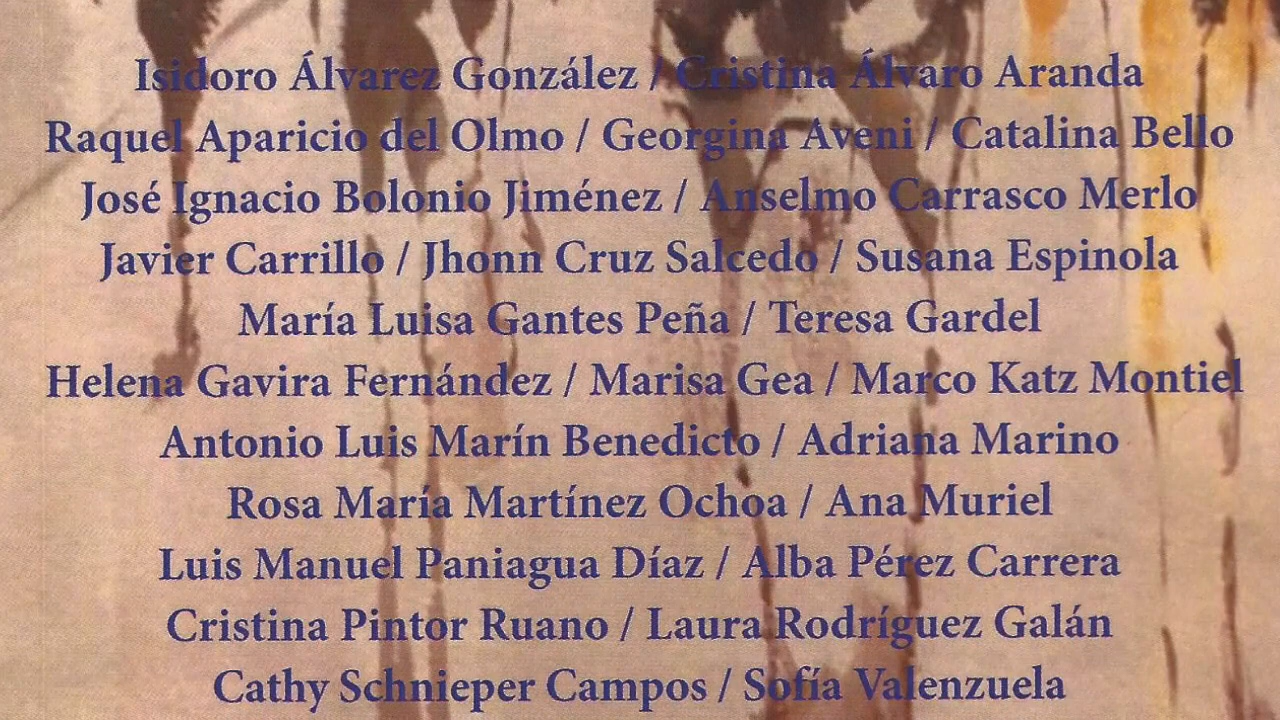 Isidoro Álvarez González / Cristina Álvaro Aranda
Raquel Aparicio del Olmo / Georgina Aveni / Catalina Bello
José Ignacio Bolonio Jiménez / Anselmo Carrasco Merlo
Javier Carrillo / Jhonn Cruz Salcedo / Susana Espinola
María Luisa Gantes Peña / Teresa Gardel
Helena Gavira Fernández / Marisa Gea / Marco Katz Montiel
Antonio Luis Marín Benedicto / Adriana Marino
Rosa María Martínez Ochoa / Ana Muriel
Luis Manuel Paniagua Díaz / Alba Pérez Carrera
Cristina Pintor Ruano / Laura Rodríguez Galán
Cathy Schnieper Campos / Sofía Valenzuela